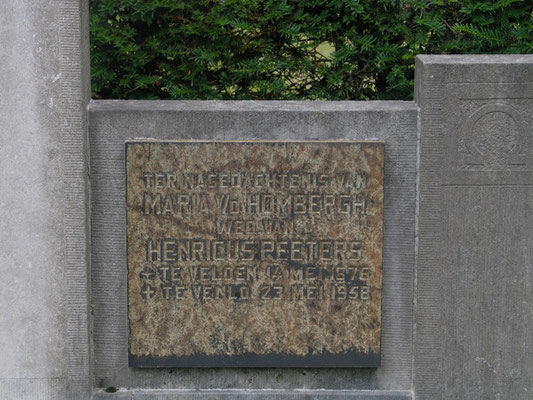 TER NAGEDACHTENIS VAN
MARIA V.D. HOMBERGH
WED. VAN
HENRICUS PEETERS
TE VELDEN 14 MEI 1876
✝ TE VENLO 23 MEI 1958